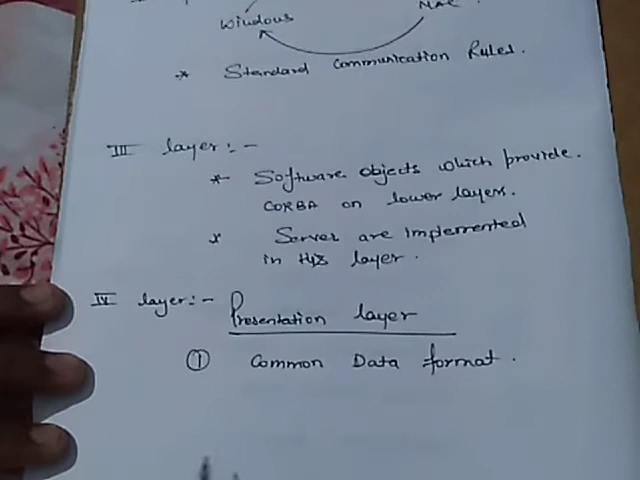 Windows MAC.
* Standard Communication Rules.
III layer:-
* Software objects which provide.
CORBA on lower layers.
* Server are implemented
in this layer.
IV layer:- Presentation layer
① Common Data format.